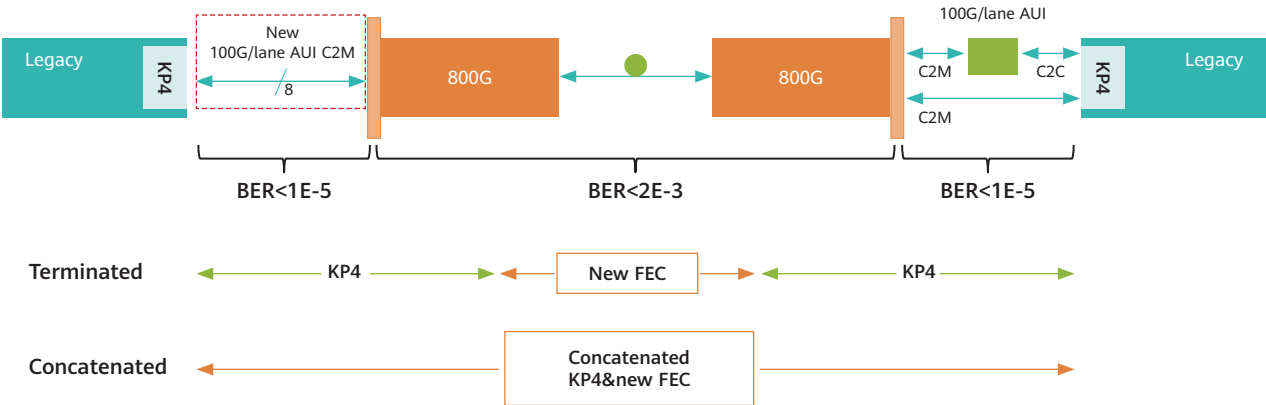 100G/lane AUI
New
100G/lane AUI C2M
Legacy
KP4
8
800G
800G
C2M
C2C
C2M
KP4
Legacy
BER<1E-5
BER<2E-3
BER<1E-5
Terminated
KP4
New FEC
KP4
Concatenated
Concatenated
KP4&new FEC